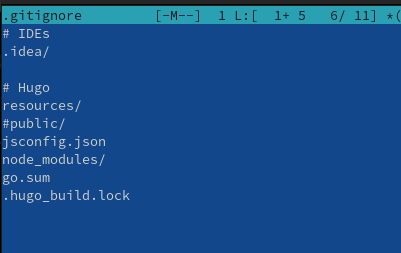 .gitignore [-M--] 1 L:[ 1+ 5 6/ 11] *(
# IDEs
.idea/

# Hugo
resources/
#public/
jsconfig.json
node_modules/
go.sum
.hugo_build.lock